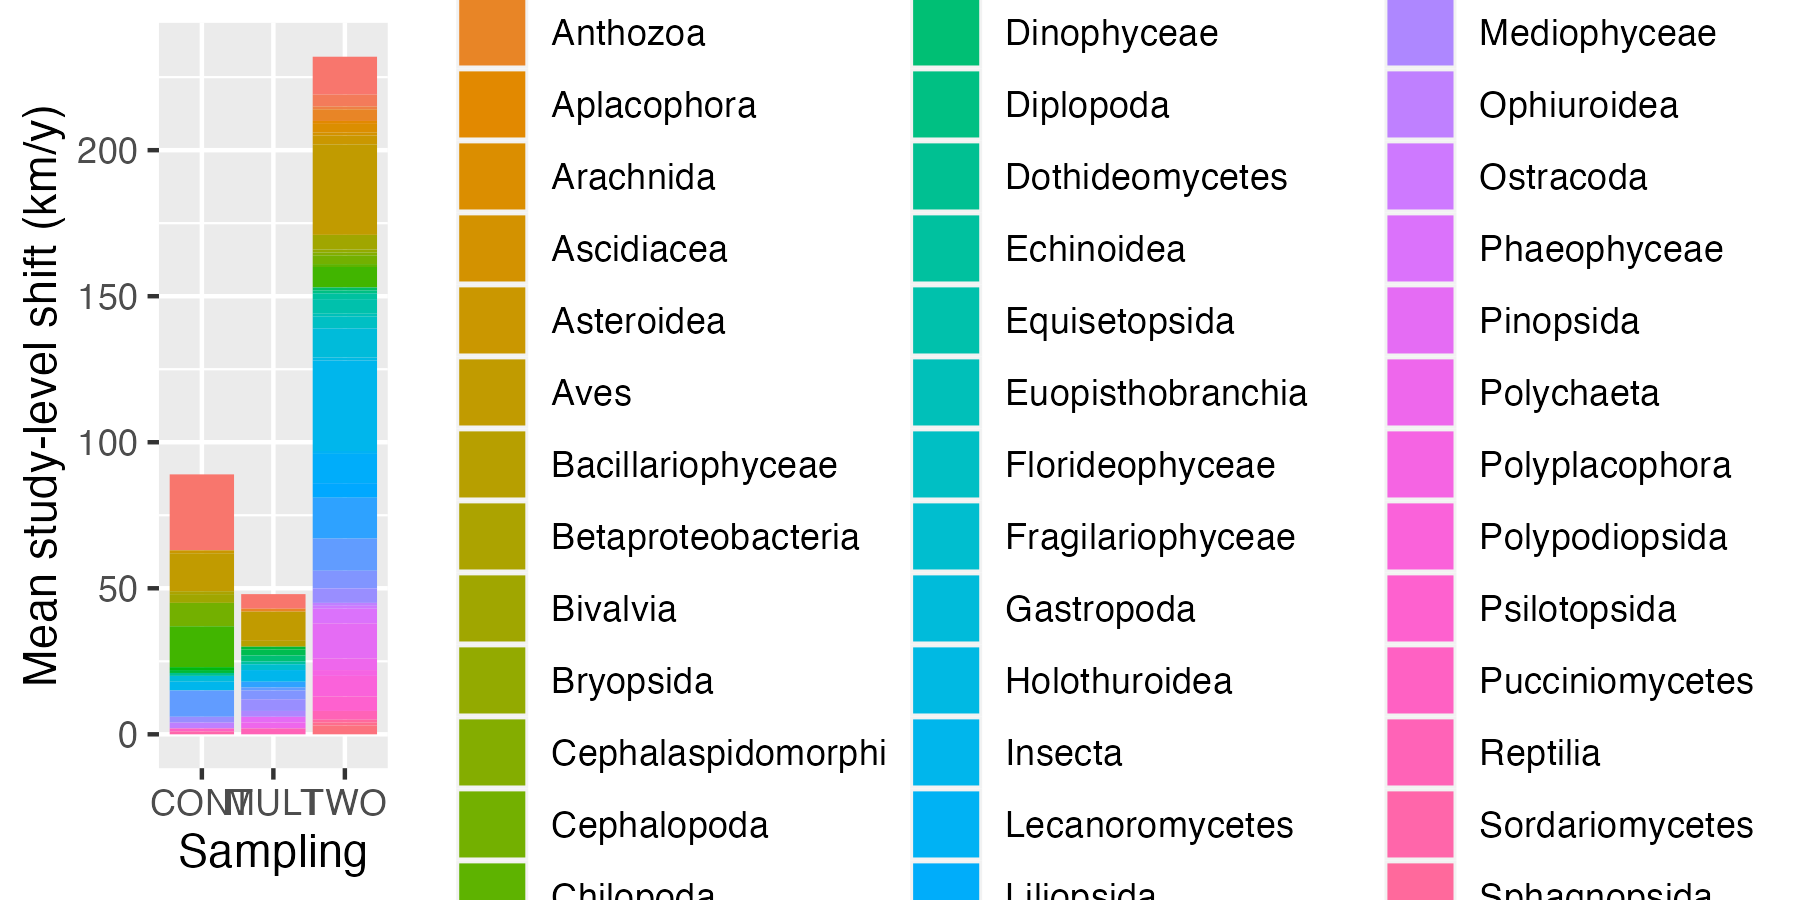 Mean study-level shift (km/y)
200
150
100
50
0
CONT
MULT
TWO
Sampling
Anthozoa
Aplacophora
Arachnida
Ascidiacea
Asteroidea
Aves
Bacillariophyceae
Betaproteobacteria
Bivalvia
Bryopsida
Cephalaspidomorphi
Cephalopoda
Chilopoda
Dinophyceae
Diplopoda
Dothideomycetes
Echinoidea
Equisetopsida
Euopisthobranchia
Florideophyceae
Fragilariophyceae
Gastropoda
Holothuroidea
Insecta
Lecanoromycetes
Liliopsida
Mediophyceae
Ophiuroidea
Ostracoda
Phaeophyceae
Pinopsida
Polychaeta
Polyplacophora
Polypodiopsida
Psilotopsida
Pucciniomycetes
Reptilia
Sordariomycetes
Sphagnopsida